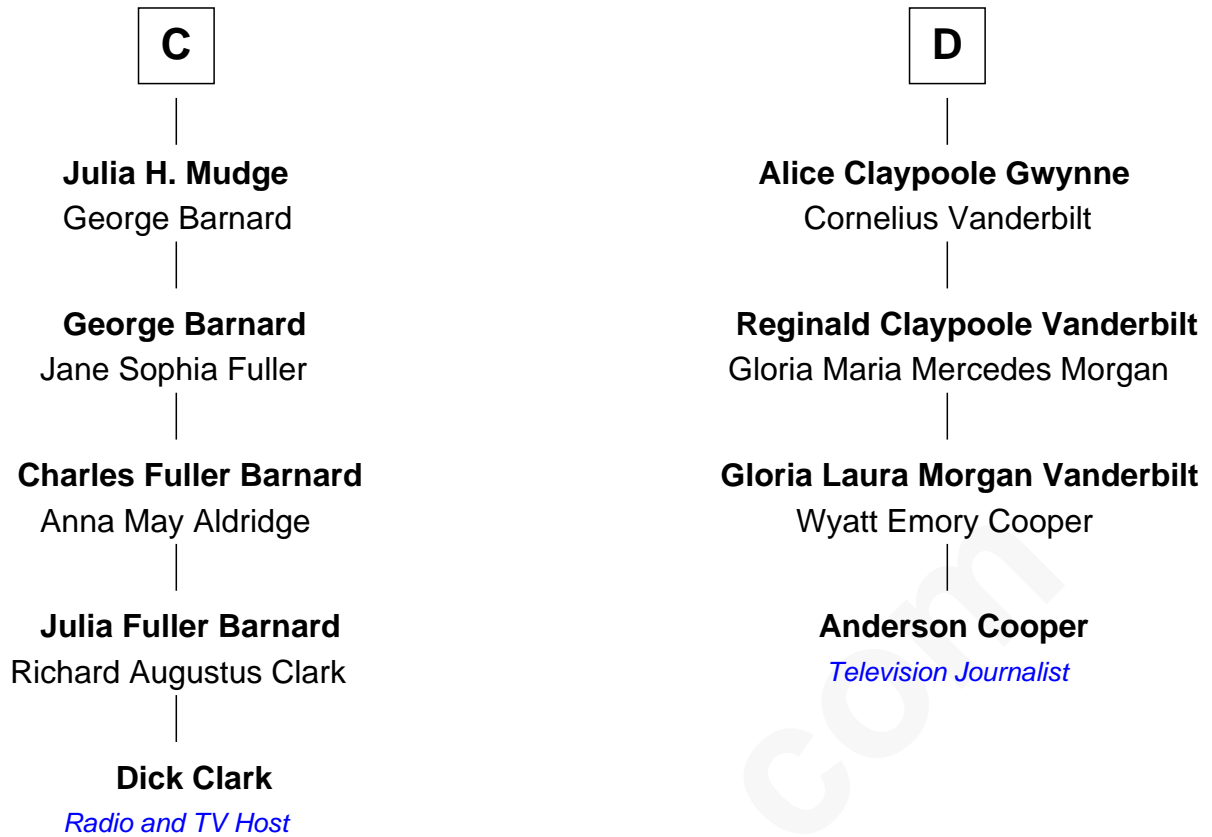 C
Julia H. Mudge
George Barnard
George Barnard
Jane Sophia Fuller
Charles Fuller Barnard
Anna May Aldridge
Julia Fuller Barnard
Richard Augustus Clark
Dick Clark
Radio and TV Host
D
Alice Claypoole Gwynne
Cornelius Vanderbilt
Reginald Claypoole Vanderbilt
Gloria Maria Mercedes Morgan
Gloria Laura Morgan Vanderbilt
Wyatt Emory Cooper
Anderson Cooper
Television Journalist
com